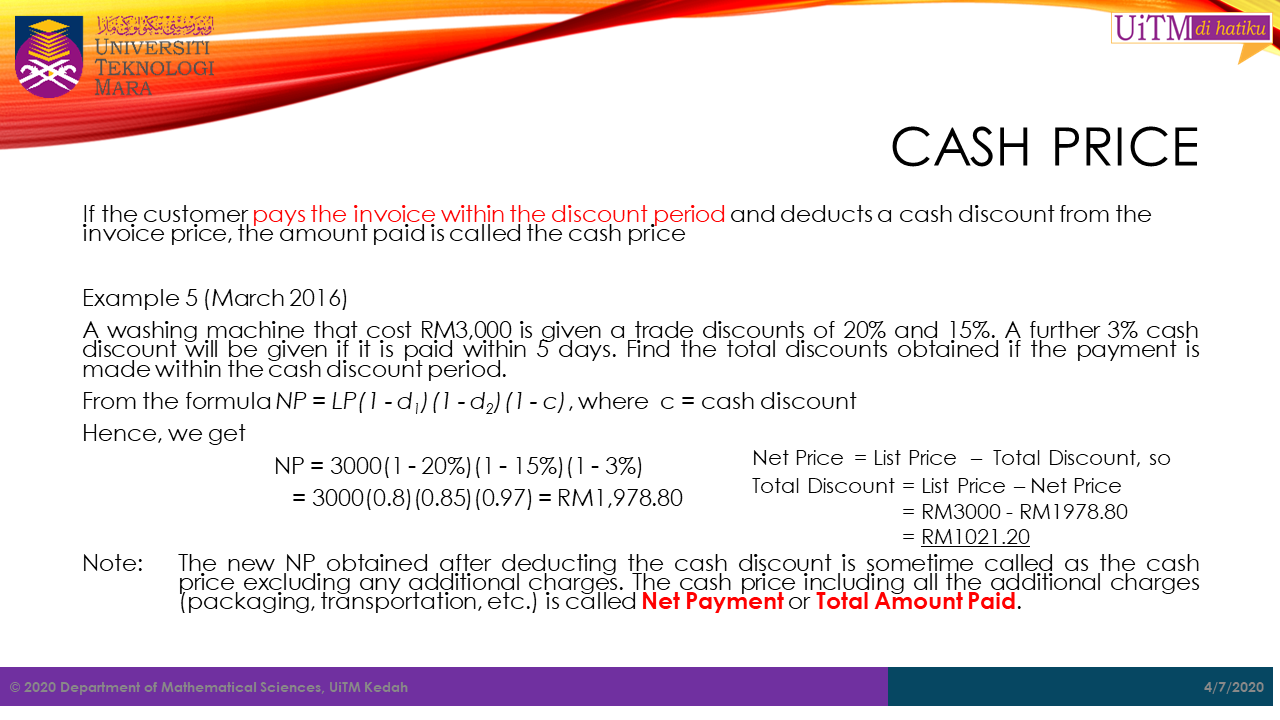 UNIVERSITI
TEKNOLOGI
MARA
UiTM di hatiku
CASH PRICE
If the customer pays the invoice within the discount period and deducts a cash discount from the
invoice price, the amount paid is called the cash price
Example 5 (March 2016)
A washing machine that cost RM3,000 is given a trade discounts of 20% and 15%. A further 3% cash
discount will be given if it is paid within 5 days. Find the total discounts obtained if the payment is
made within the cash discount period.
From the formula NP = LP(1 - d₁)(1 - d₂)(1 - c), where c = cash discount
Hence, we get
NP = 3000(1 - 20%)(1 - 15%)(1 - 3%)
= 3000(0.8)(0.85)(0.97) = RM1,978.80
Net Price = List Price – Total Discount, so
Total Discount = List Price – Net Price
= RM3000 - RM1978.80
= RM1021.20
Note: The new NP obtained after deducting the cash discount is sometime called as the cash
price excluding any additional charges. The cash price including all the additional charges
(packaging, transportation, etc.) is called Net Payment or Total Amount Paid.
© 2020 Department of Mathematical Sciences, UiTM Kedah
4/7/2020